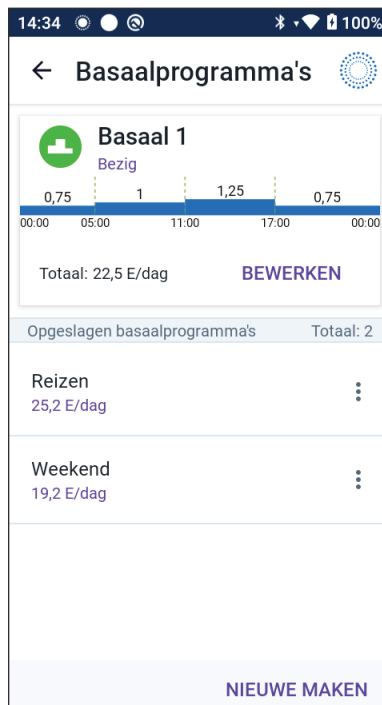 14:34 100%
Basaalprogramma's
Basaal 1
Bezig
0,75 1 1,25 0,75
00:00 05:00 11:00 17:00 00:00
Totaal: 22,5 E/dag BEWERKEN
Opgeslagen basaalprogramma's Totaal: 2
Reizen
25,2 E/dag
Weekend
19,2 E/dag
NIEUWE MAKEN